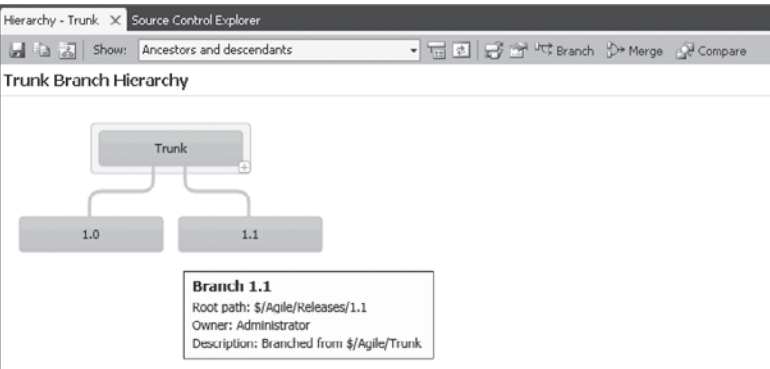 Hierarchy - Trunk Source Control Explorer
Show: Ancestors and descendants Branch Merge Compare
Trunk Branch Hierarchy
Trunk
1.0 1.1
Branch 1.1
Root path: $/Agile/Releases/1.1
Owner: Administrator
Description: Branched from $/Agile/Trunk